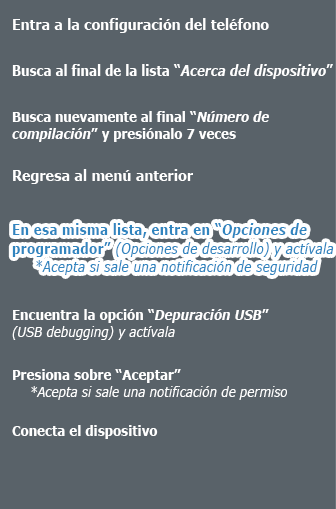 Entra a la configuración del teléfono
Busca al final de la lista “Acerca del dispositivo”
Busca nuevamente al final “Número de
compilación” y presiónalo 7 veces
Regresa al menú anterior
En esa misma lista, entra en “Opciones de
programador” (Opciones de desarrollo) y actívala
*Acepta si sale una notificación de seguridad
Encuentra la opción “Depuración USB”
(USB debugging) y actívala
Presiona sobre “Aceptar”
*Acepta si sale una notificación de permiso
Conecta el dispositivo